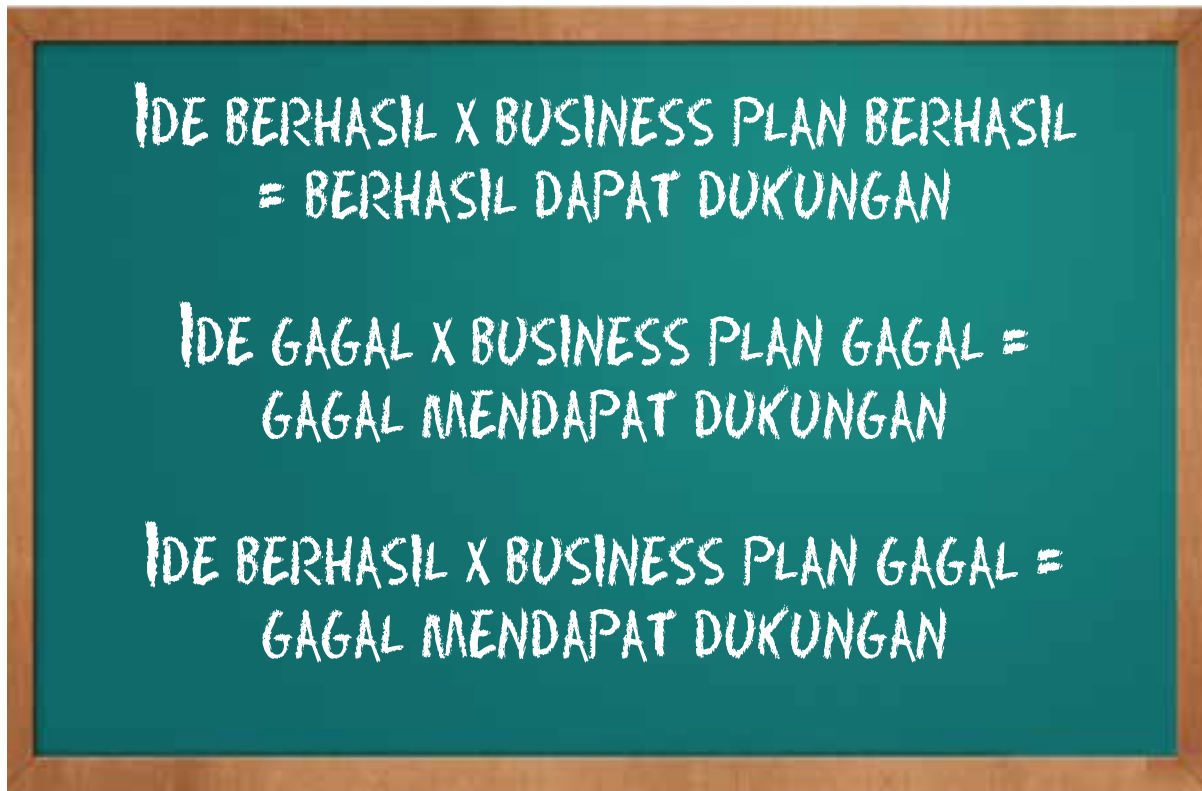 IDE BERHASIL X BUSINESS PLAN BERHASIL
= BERHASIL DAPAT DUKUNGAN
IDE GAGAL X BUSINESS PLAN GAGAL =
GAGAL MENDAPAT DUKUNGAN
IDE BERHASIL X BUSINESS PLAN GAGAL =
GAGAL MENDAPAT DUKUNGAN